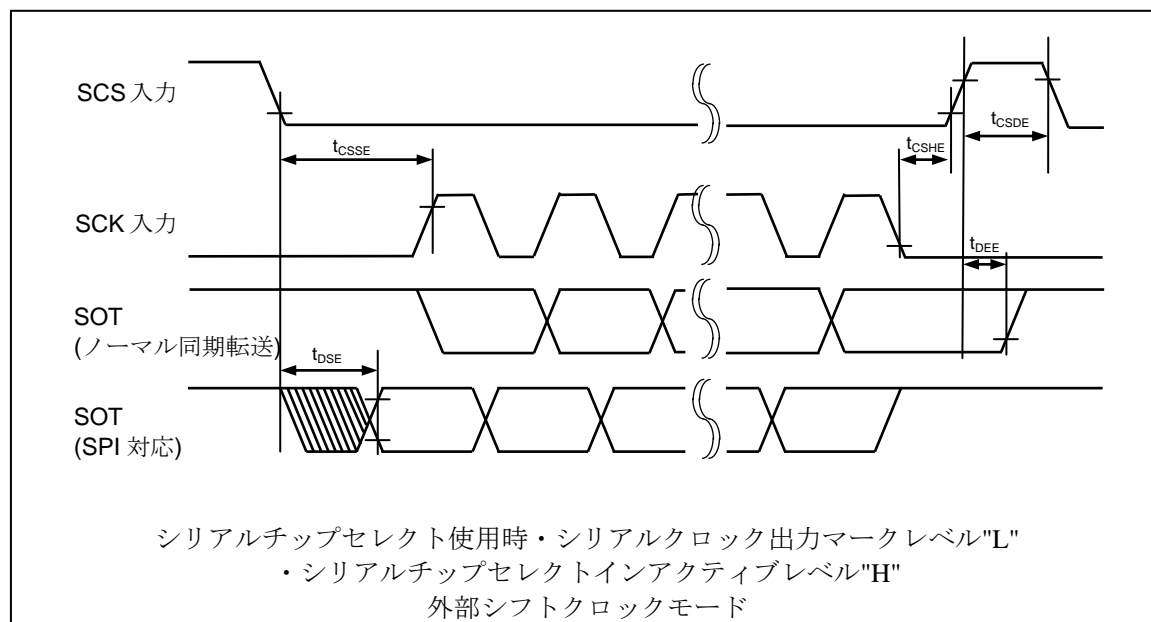 SCS 入力
tCSSE
tCSHE
tCSDE
SCK 入力
tDEE
SOT
(ノーマル同期転送)
tDSE
SOT
(SPI 対応)
シリアルチップセレクト使用時・シリアルクロック出力マークレベル"L"
・シリアルチップセレクトインアクティブレベル"H"
外部シフトクロックモード